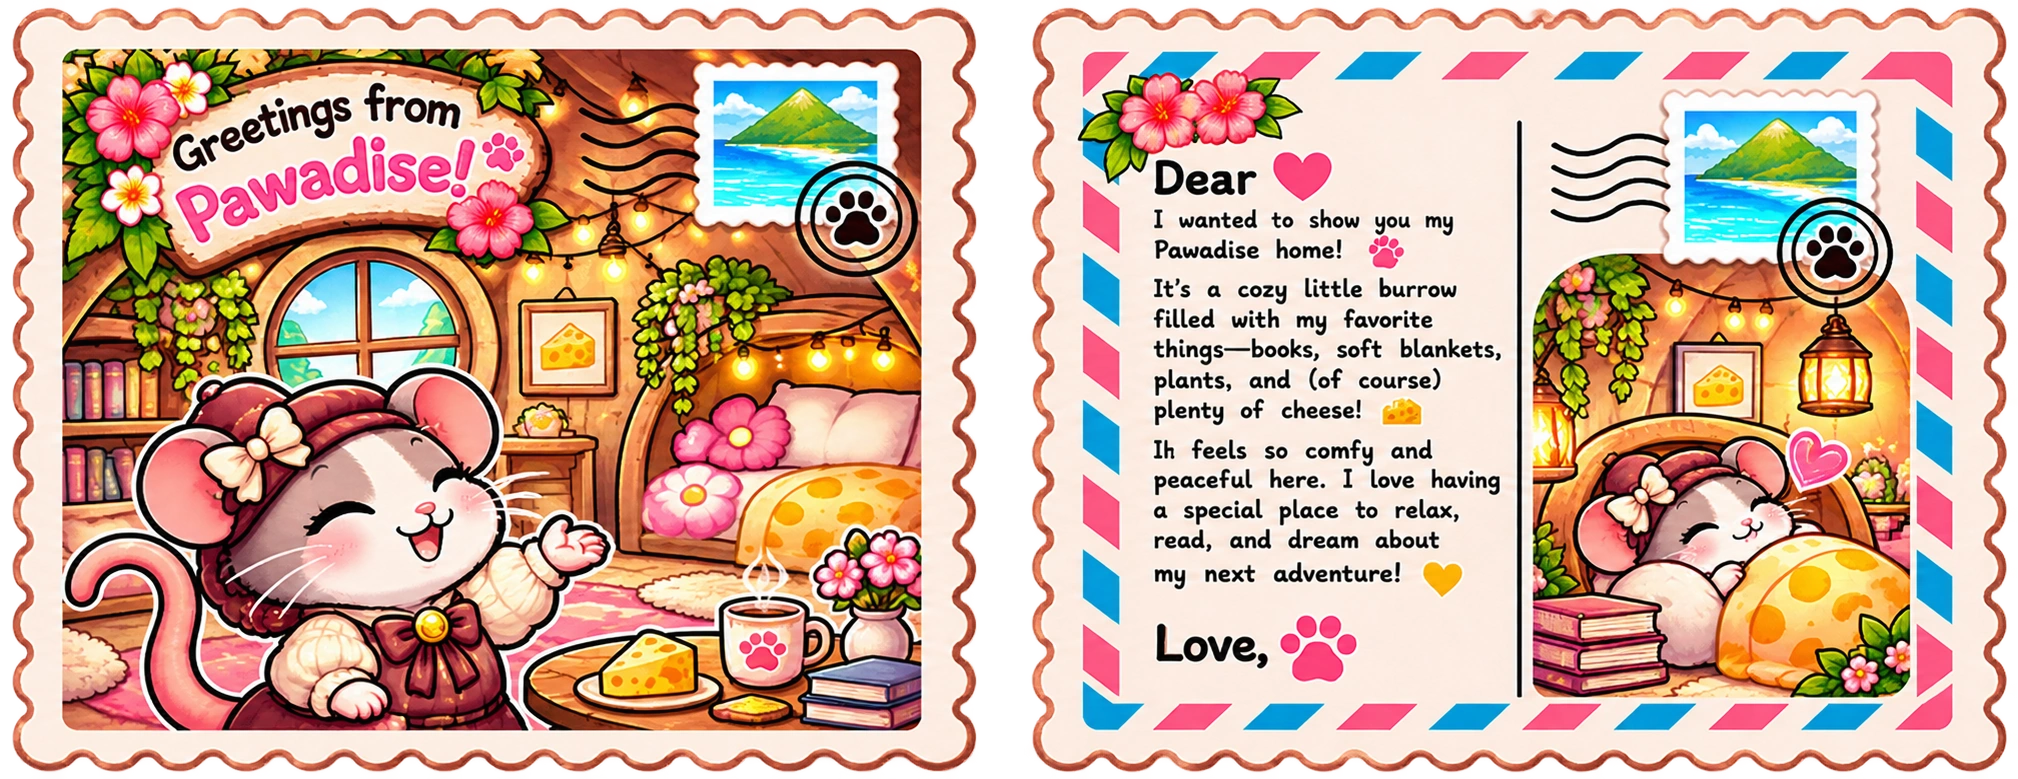 Greetings from
Pawadise!
Dear
I wanted to show you my
Pawadise home!
It's a cozy little burrow
filled with my favorite
things—books, soft blankets,
plants, and (of course)
plenty of cheese!
Ih feels so comfy and
peaceful here. I love having
a special place to relax,
read, and dream about
my next adventure!
Love,